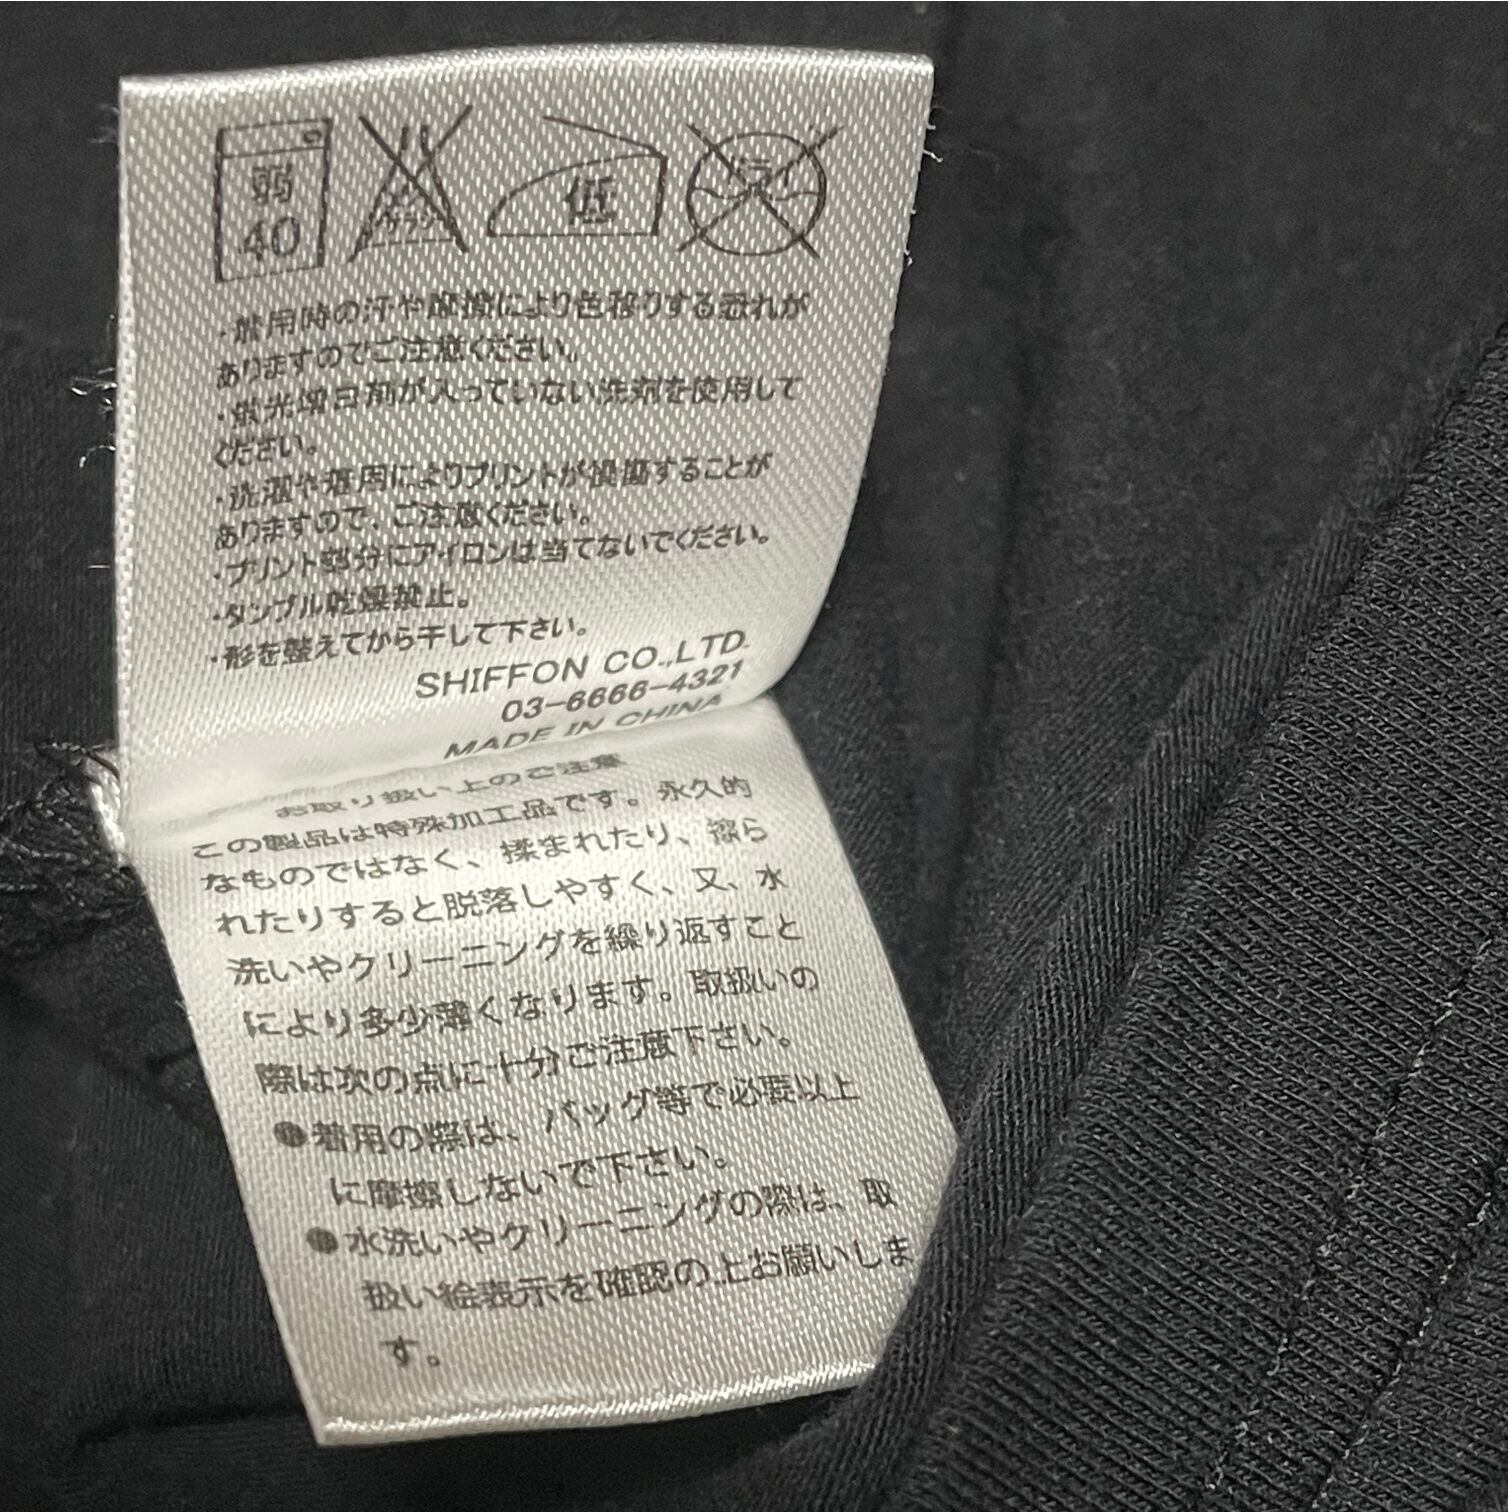 弱
40
低
ドライ
・着用時の汗や摩擦により色移りする恐れが
ありますのでご注意ください。
・蛍光増白剤が入っていない洗剤を使用して
ください。
・洗濯や着用によりプリントが損傷することが
ありますので、ご注意ください。
・プリント部分にアイロンは当てないでください。
・タンブル乾燥禁止。
・形を整えてから干して下さい。
SHIFFON CO.,LTD.
03-6666-4321
MADE IN CHINA
お取り扱い上のご注意
この製品は特殊加工品です。永久的
なものではなく、揉まれたり、擦ら
れたりすると脱落しやすく、又、水
洗いやクリーニングを繰り返すこと
により多少薄くなります。取扱いの
際は次の点に十分ご注意下さい。
●着用の際は、バッグ等で必要以上
に摩擦しないで下さい。
●水洗いやクリーニングの際は、取
扱い絵表示を確認の上お願いしま
す。